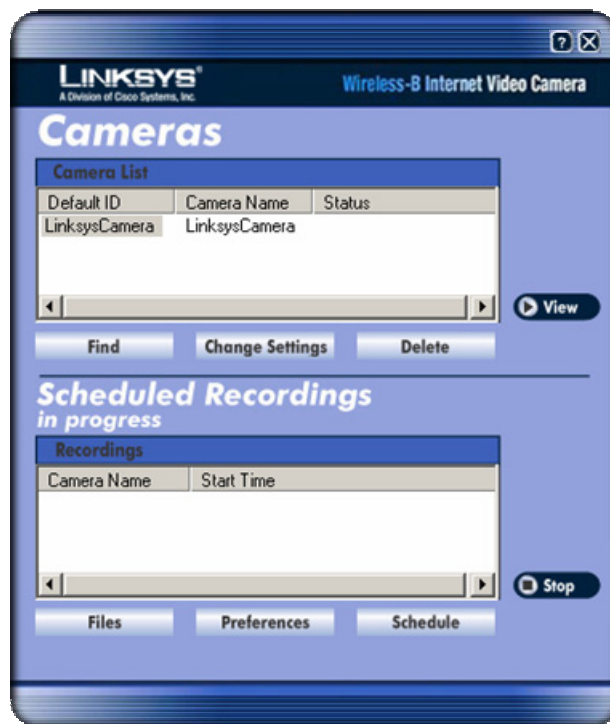 ?
LINKSYS®
A Division of Cisco Systems, Inc.
Wireless-B Internet Video Camera
Cameras
Camera List
Default ID Camera Name Status
LinksysCamera LinksysCamera
View
Find Change Settings Delete
Scheduled Recordings
in progress
Recordings
Camera Name Start Time
Stop
Files Preferences Schedule